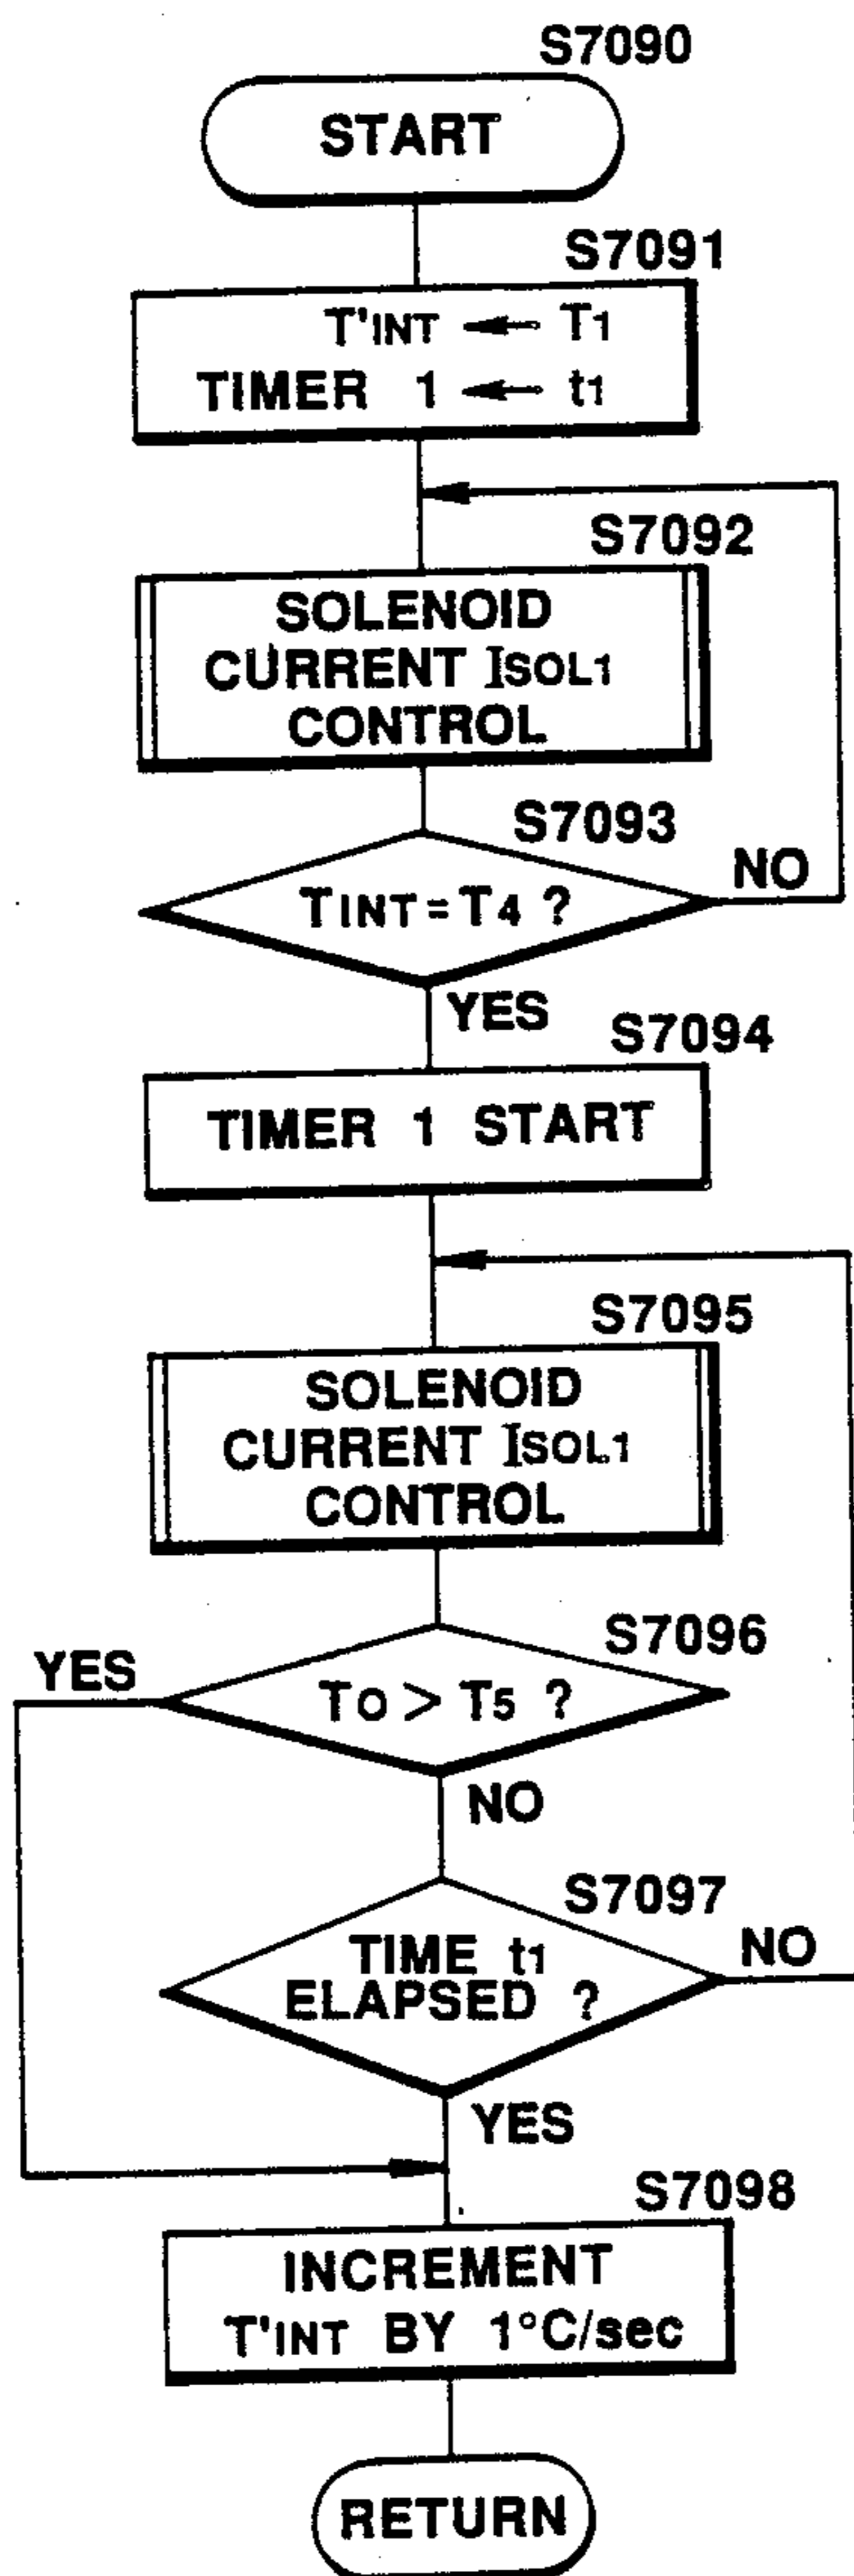 S7090
START
S7091
T'INT ← T1
TIMER 1 ← t1
S7092
SOLENOID
CURRENT ISOL1
CONTROL
S7093
TINT = T4 ?
NO
YES
S7094
TIMER 1 START
S7095
SOLENOID
CURRENT ISOL1
CONTROL
S7096
YES
TO > T5 ?
NO
S7097
TIME t1
ELAPSED ?
NO
YES
S7098
INCREMENT
T'INT BY 1°C/sec
RETURN